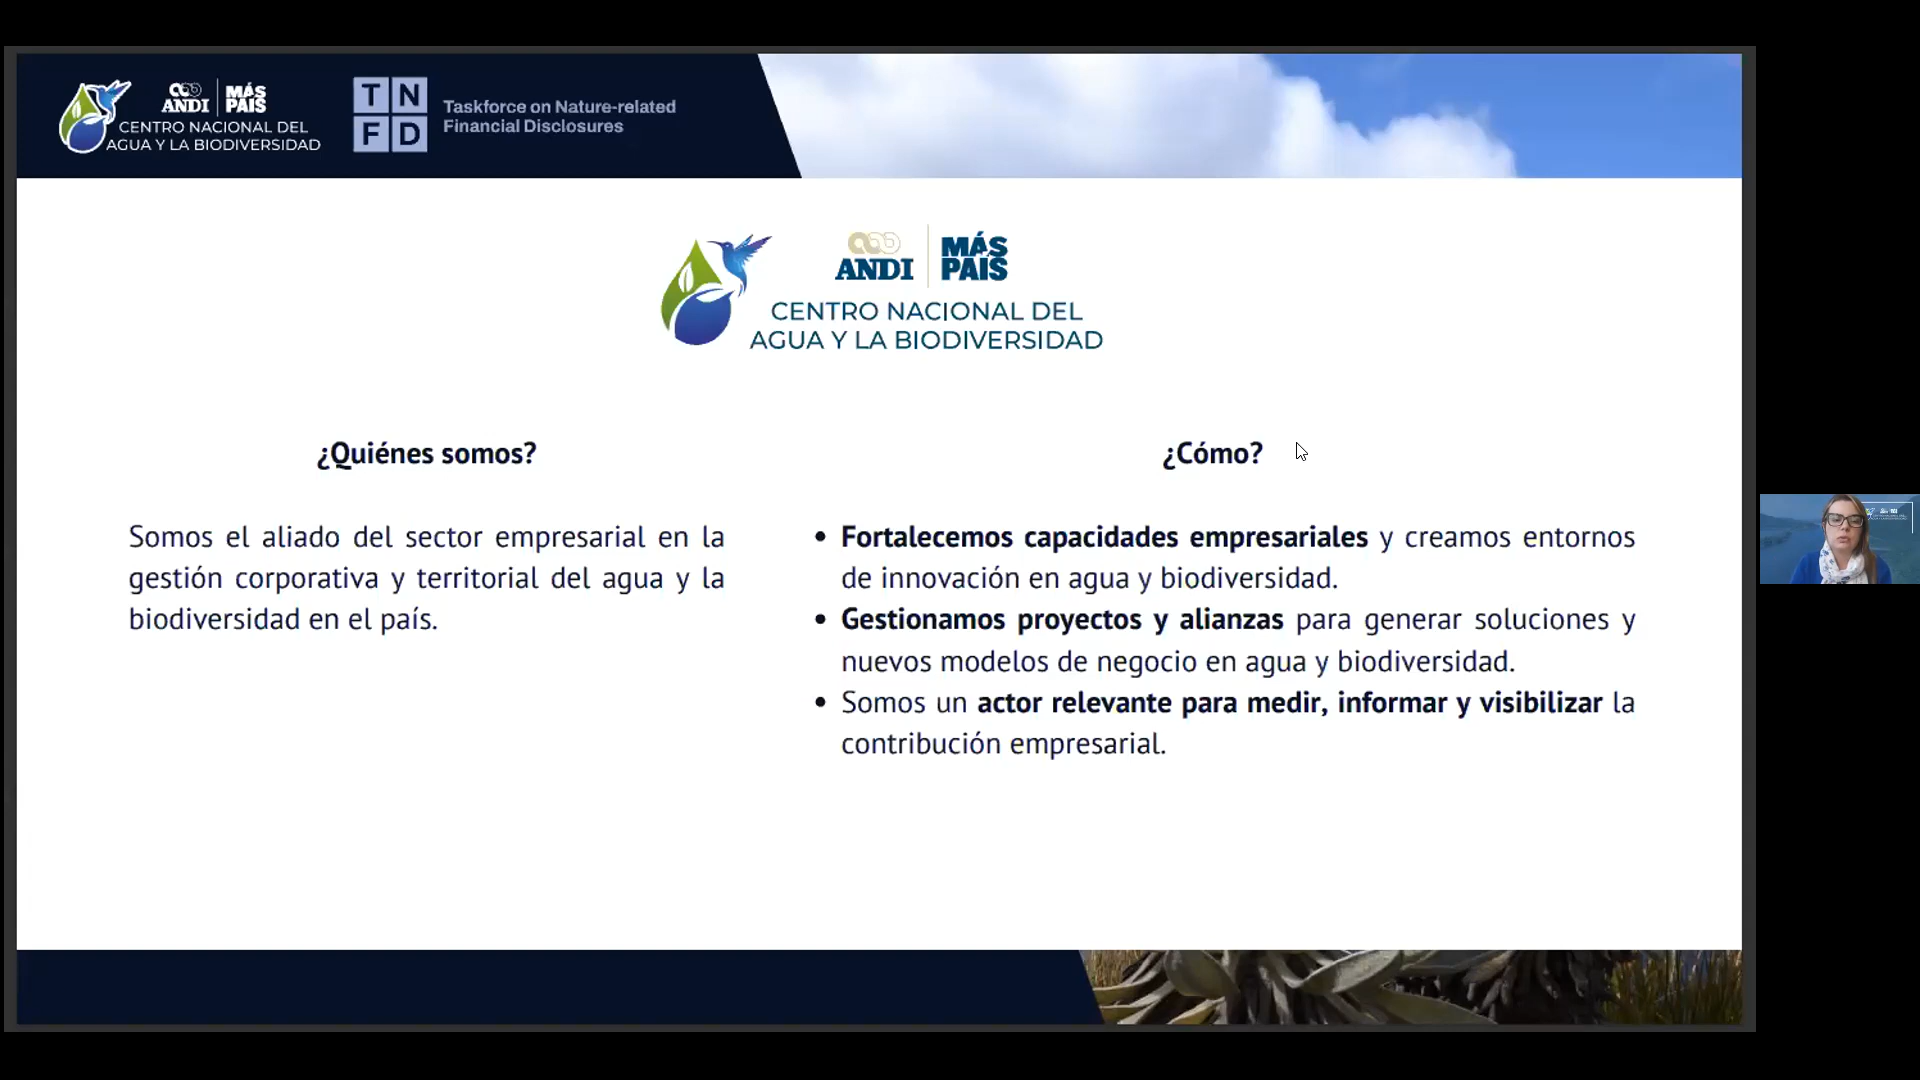 ANDI
MÁS
PAÍS
CENTRO NACIONAL DEL
AGUA Y LA BIODIVERSIDAD
T N
F D
Taskforce on Nature-related
Financial Disclosures
ANDI
MÁS
PAÍS
CENTRO NACIONAL DEL
AGUA Y LA BIODIVERSIDAD
¿Quiénes somos?
Somos el aliado del sector empresarial en la
gestión corporativa y territorial del agua y la
biodiversidad en el país.
¿Cómo?
• Fortalecemos capacidades empresariales y creamos entornos
de innovación en agua y biodiversidad.
• Gestionamos proyectos y alianzas para generar soluciones y
nuevos modelos de negocio en agua y biodiversidad.
• Somos un actor relevante para medir, informar y visibilizar la
contribución empresarial.